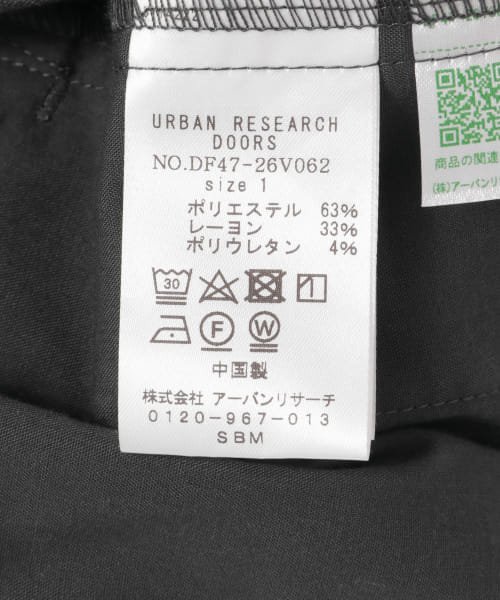 URBAN RESEARCH
DOORS
NO.DF47-26V062
size 1
ポリエステル 63%
レーヨン 33%
ポリウレタン 4%
30
F W
中国製
株式会社 アーバンリサーチ
0120-967-013
SBM
商品の関連
(株)アーバンリ